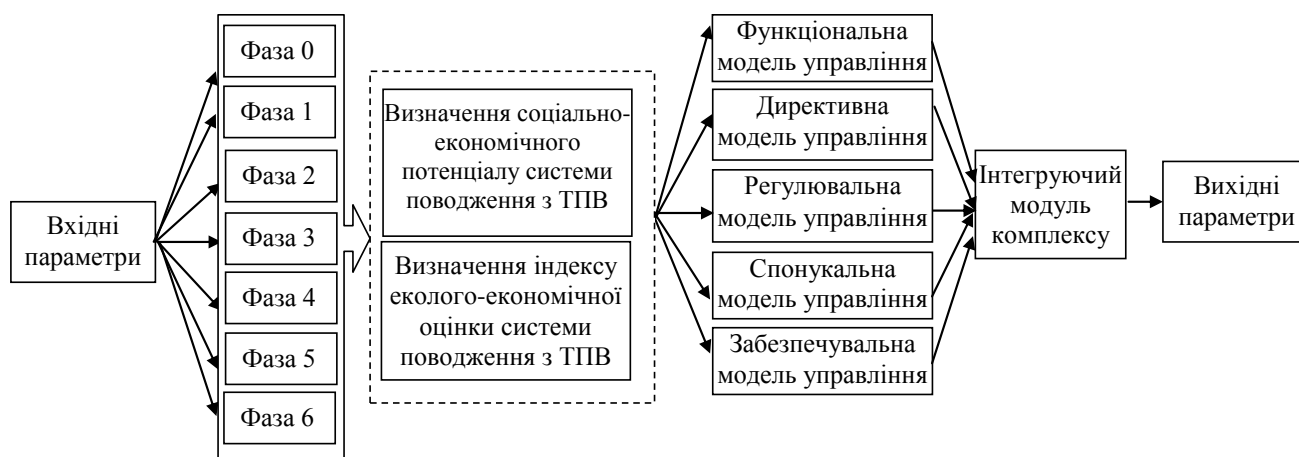 Вхідні
параметри
Фаза 0
Фаза 1
Фаза 2
Фаза 3
Фаза 4
Фаза 5
Фаза 6
Визначення соціально-
економічного
потенціалу системи
поводження з ТПВ
Визначення індексу
еколого-економічної
оцінки системи
поводження з ТПВ
Функціональна
модель управління
Директивна
модель управління
Регулювальна
модель управління
Спонукальна
модель управління
Забезпечувальна
модель управління
Інтегруючий
модуль
комплексу
Вихідні
параметри